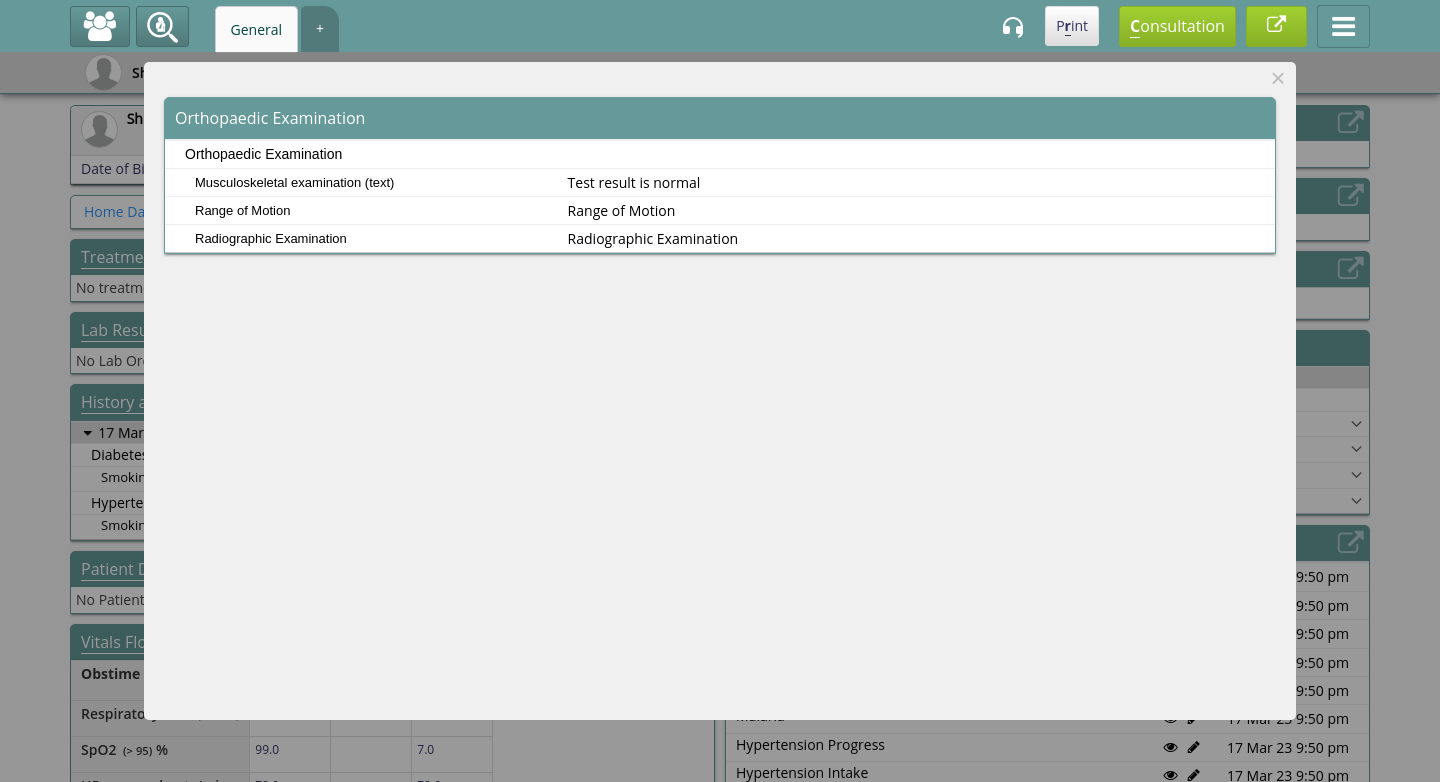 General
+
Print
Consultation
×
Orthopaedic Examination
Orthopaedic Examination
Musculoskeletal examination (text) Test result is normal
Range of Motion Range of Motion
Radiographic Examination Radiographic Examination
Sh
Sh
Date of Bi
Home Da
Treatme
No treatm
Lab Resu
No Lab Or
History a
17 Mar
Diabetes
Smokin
Hyperte
Smokin
Patient D
No Patient
Vitals Flo
Obstime
Respirato
SpO2 (> 95) % 99.0 7.0
9:50 pm
9:50 pm
9:50 pm
9:50 pm
9:50 pm
17 Mar 23 9:50 pm
Hypertension Progress 17 Mar 23 9:50 pm
Hypertension Intake 17 Mar 23 9:50 pm